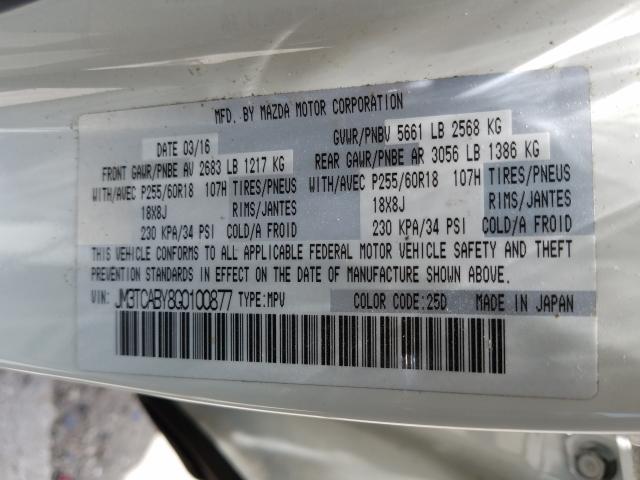 MFD. BY MAZDA MOTOR CORPORATION
DATE 03/16 GVWR/PNBV 5661 LB 2568 KG
FRONT GAWR/PNBE AV 2683 LB 1217 KG REAR GAWR/PNBE AR 3056 LB 1386 KG
WITH/AVEC P255/60R18 107H TIRES/PNEUS WITH/AVEC P255/60R18 107H TIRES/PNEUS
18X8J RIMS/JANTES 18X8J RIMS/JANTES
230 KPA/34 PSI COLD/A FROID 230 KPA/34 PSI COLD/A FROID
THIS VEHICLE CONFORMS TO ALL APPLICABLE FEDERAL MOTOR VEHICLE SAFETY AND THEFT
PREVENTION STANDARDS IN EFFECT ON THE DATE OF MANUFACTURE SHOWN ABOVE.
VIN: JM3TCABY8G0100877 TYPE:MPV COLOR CODE:25D MADE IN JAPAN